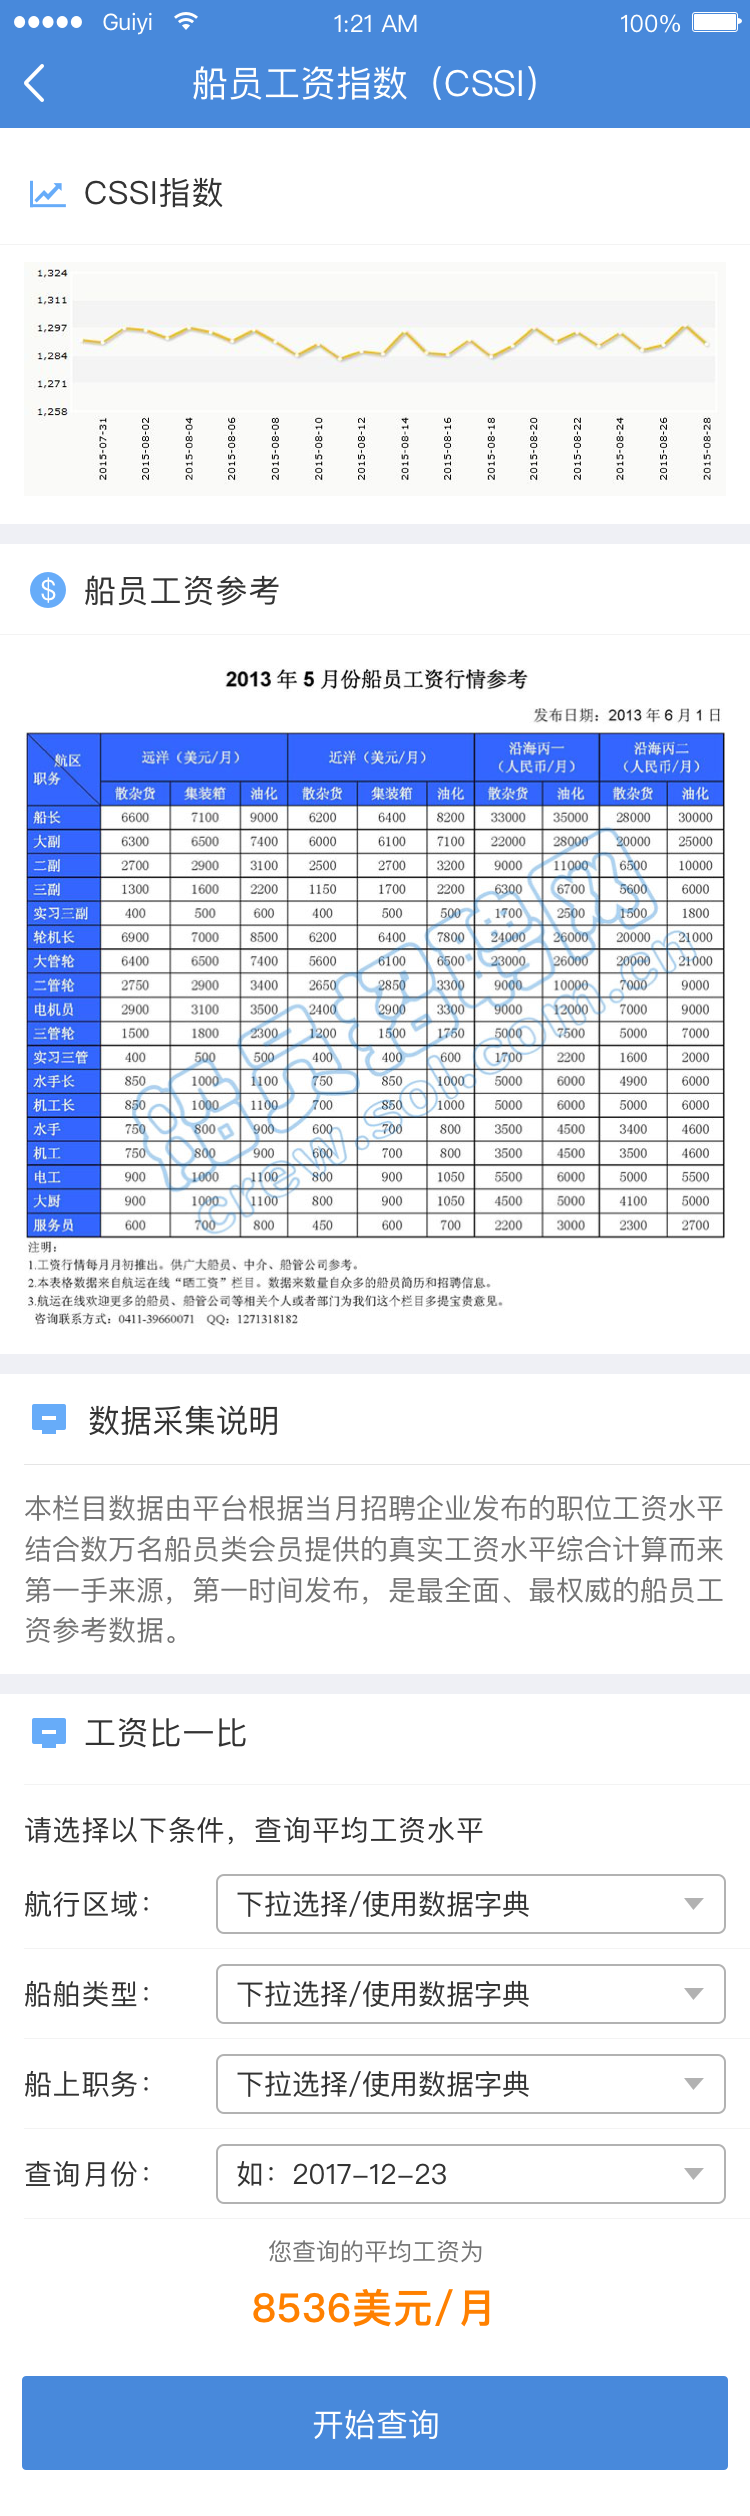 Guiyi 1:21 AM 100%
船员工资指数（CSSI）
CSSI指数
1,324
1,311
1,297
1,284
1,271
1,258
2015-07-31 2015-08-02 2015-08-04 2015-08-06 2015-08-08 2015-08-10 2015-08-12 2015-08-14 2015-08-16 2015-08-18 2015-08-20 2015-08-22 2015-08-24 2015-08-26 2015-08-28
$ 船员工资参考
2013 年 5 月份船员工资行情参考
发布日期：2013 年 6 月 1 日
航区 职务 远洋（美元/月） 近洋（美元/月） 沿海丙一（人民币/月） 沿海丙二（人民币/月）
散杂货 集装箱 油化 散杂货 集装箱 油化 散杂货 油化 散杂货 油化
船长 6600 7100 9000 6200 6400 8200 33000 35000 28000 30000
大副 6300 6500 7400 6000 6100 7100 22000 28000 20000 25000
二副 2700 2900 3100 2500 2700 3200 9000 11000 6500 10000
三副 1300 1600 2200 1150 1700 2200 6300 6700 5600 6000
实习三副 400 500 600 400 500 500 1700 2500 1500 1800
轮机长 6900 7000 8500 6200 6400 7800 24000 26000 20000 21000
大管轮 6400 6500 7400 5600 6100 6500 23000 26000 20000 21000
二管轮 2750 2900 3400 2650 2850 3300 9000 10000 7000 9000
电机员 2900 3100 3500 2400 2900 3300 9000 12000 7000 9000
三管轮 1500 1800 2300 1200 1500 1750 5000 7500 5000 7000
实习三管 400 500 500 400 400 600 1700 2200 1600 2000
水手长 850 1000 1100 750 850 1000 5000 6000 4900 6000
机工长 850 1000 1100 700 850 1000 5000 6000 5000 6000
水手 750 800 900 600 700 800 3500 4500 3400 4600
机工 750 800 900 600 700 800 3500 4500 3500 4600
电工 900 1000 1100 800 900 1050 5500 6000 5000 5500
大厨 900 1000 1100 800 900 1050 4500 5000 4100 5000
服务员 600 700 800 450 600 700 2200 3000 2300 2700
船员招聘网
crew.sol.com.cn
注明：
1.工资行情每月月初推出。供广大船员、中介、船管公司参考。
2.本表格数据来自航运在线“晒工资”栏目。数据来数量自众多的船员简历和招聘信息。
3.航运在线欢迎更多的船员、船管公司等相关个人或者部门为我们这个栏目多提宝贵意见。
咨询联系方式：0411-39660071 QQ：1271318182
数据采集说明
本栏目数据由平台根据当月招聘企业发布的职位工资水平
结合数万名船员类会员提供的真实工资水平综合计算而来
第一手来源，第一时间发布，是最全面、最权威的船员工
资参考数据。
工资比一比
请选择以下条件，查询平均工资水平
航行区域： 下拉选择/使用数据字典
船舶类型： 下拉选择/使用数据字典
船上职务： 下拉选择/使用数据字典
查询月份： 如：2017-12-23
您查询的平均工资为
8536美元/月
开始查询